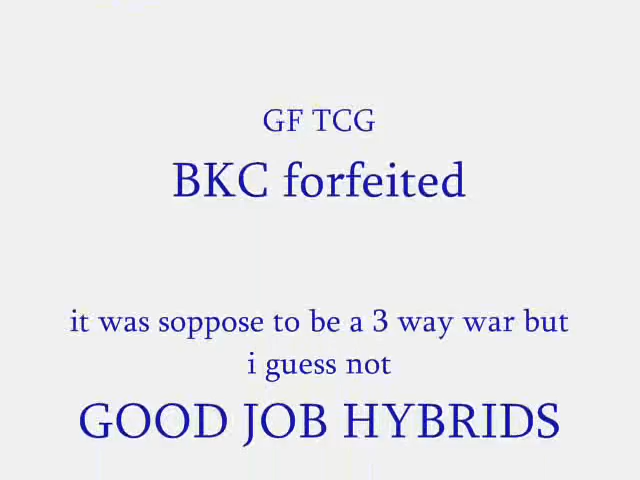 GF TCG
BKC forfeited
it was soppose to be a 3 way war but
i guess not
GOOD JOB HYBRIDS